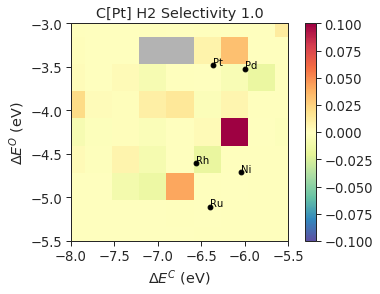 C[Pt] H2 Selectivity 1.0
−3.0
−3.5
−4.0
−4.5
−5.0
−5.5
ΔE^O (eV)
Pt
Pd
Rh
Ni
Ru
−8.0 −7.5 −7.0 −6.5 −6.0 −5.5
ΔE^C (eV)
0.100
0.075
0.050
0.025
0.000
−0.025
−0.050
−0.075
−0.100